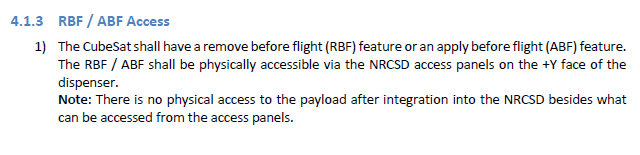 4.1.3 RBF / ABF Access
1) The CubeSat shall have a remove before flight (RBF) feature or an apply before flight (ABF) feature.
The RBF / ABF shall be physically accessible via the NRCSD access panels on the +Y face of the
dispenser.
Note: There is no physical access to the payload after integration into the NRCSD besides what
can be accessed from the access panels.